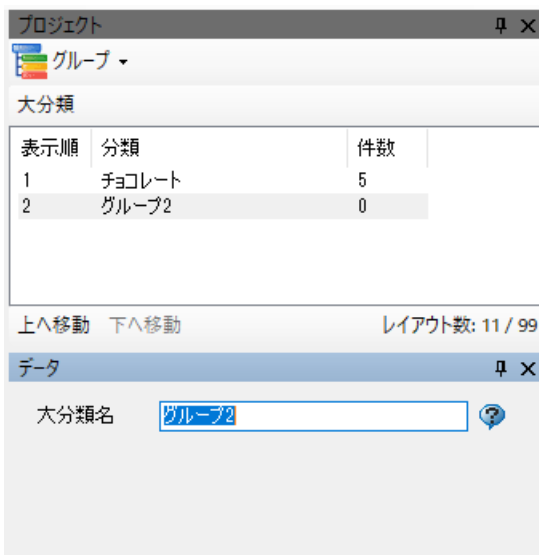 プロジェクト
グループ
大分類
表示順 分類 件数
1 チョコレート 5
2 グループ2 0
上へ移動 下へ移動 レイアウト数: 11 / 99
データ
大分類名 グループ2